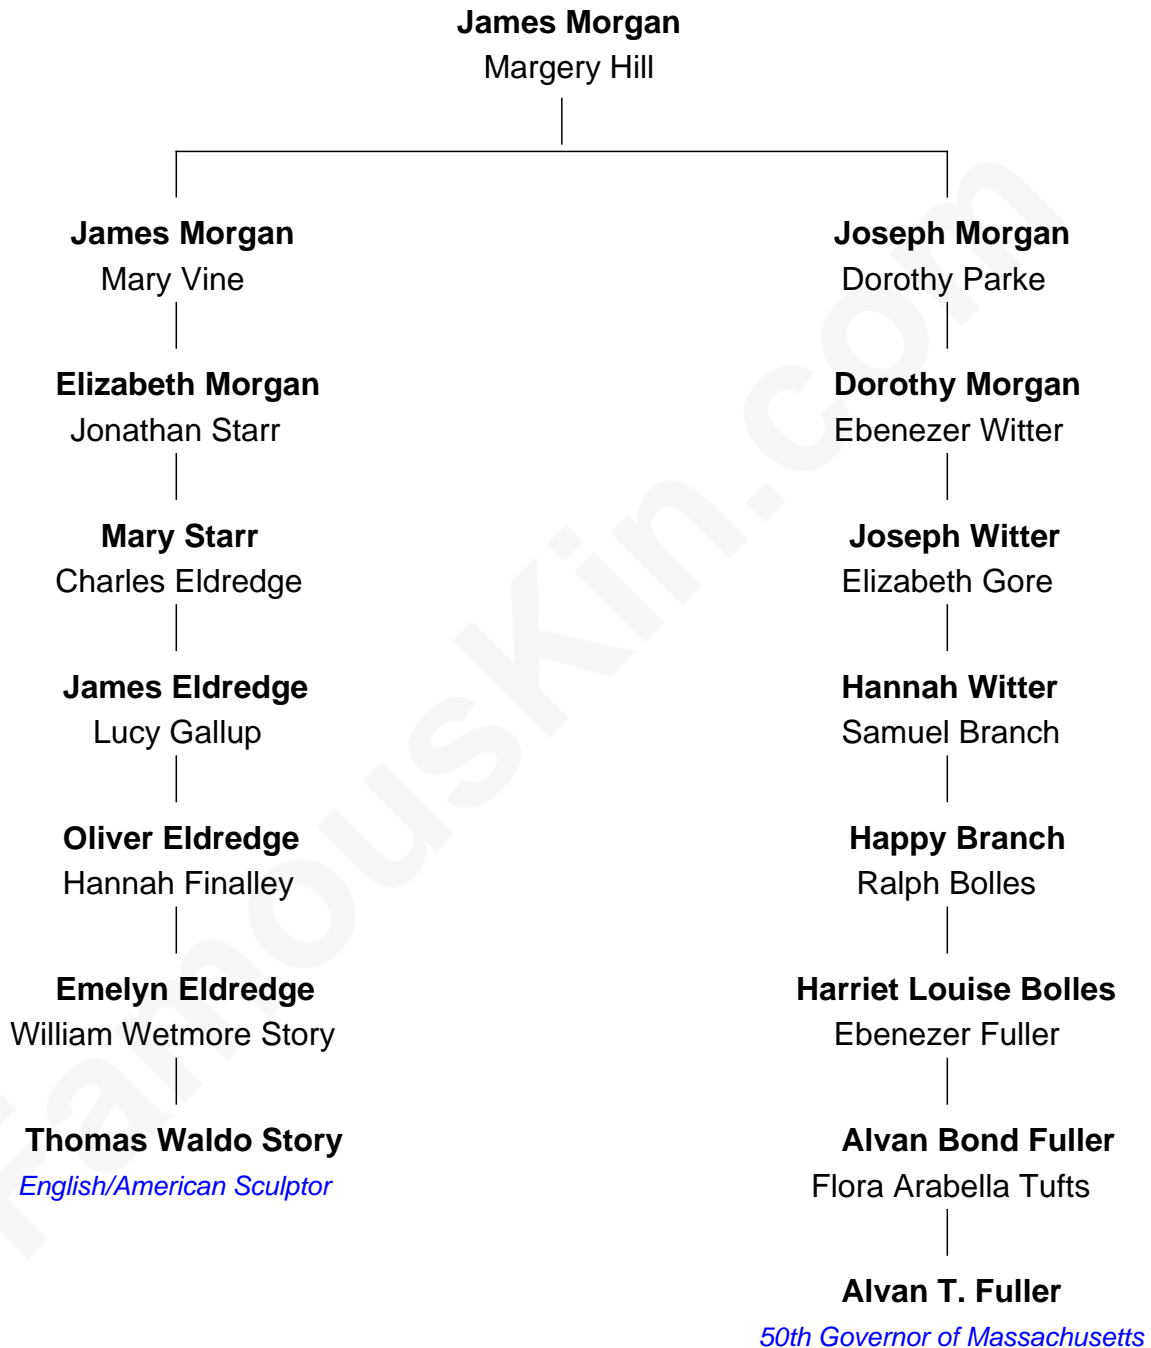 James Morgan
Margery Hill
James Morgan
Mary Vine
Joseph Morgan
Dorothy Parke
Elizabeth Morgan
Jonathan Starr
Dorothy Morgan
Ebenezer Witter
Mary Starr
Charles Eldredge
Joseph Witter
Elizabeth Gore
James Eldredge
Lucy Gallup
Hannah Witter
Samuel Branch
Oliver Eldredge
Hannah Finalley
Happy Branch
Ralph Bolles
Emelyn Eldredge
William Wetmore Story
Harriet Louise Bolles
Ebenezer Fuller
Thomas Waldo Story
English/American Sculptor
Alvan Bond Fuller
Flora Arabella Tufts
Alvan T. Fuller
50th Governor of Massachusetts
FamousKin.com